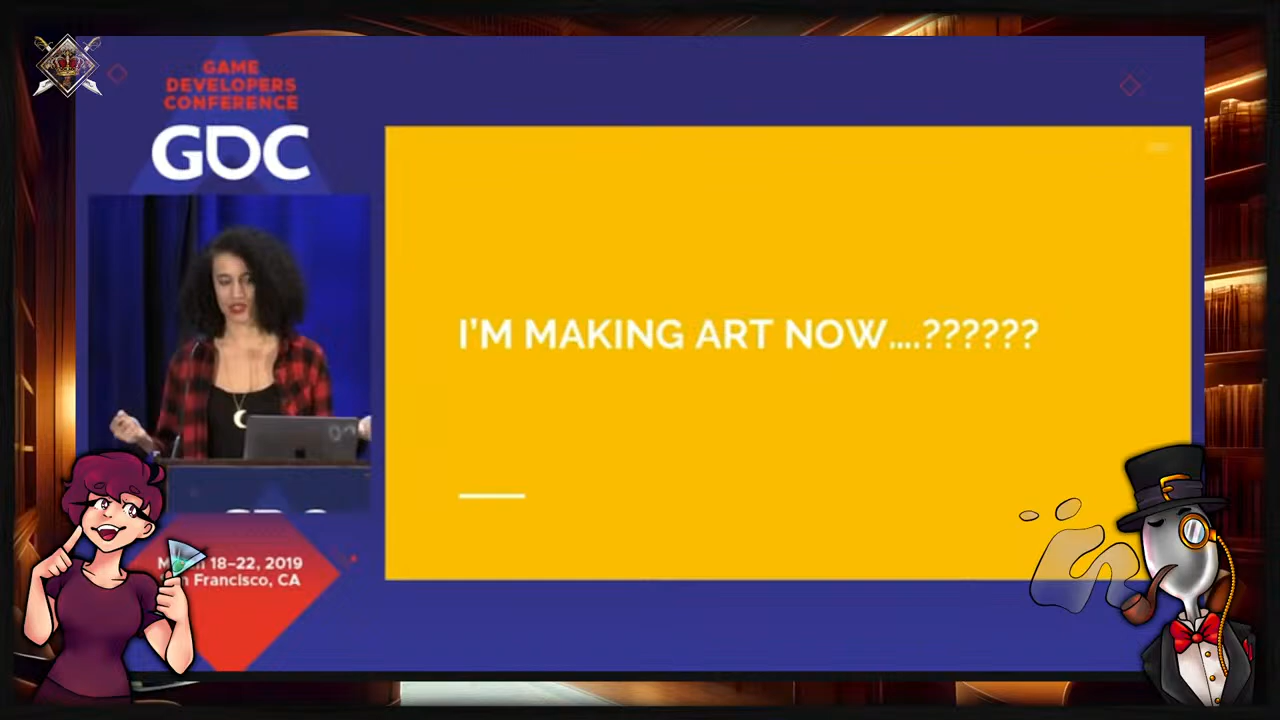 GAME
DEVELOPERS
CONFERENCE
GDC
I'M MAKING ART NOW....??????
18–22, 2019
Francisco, CA